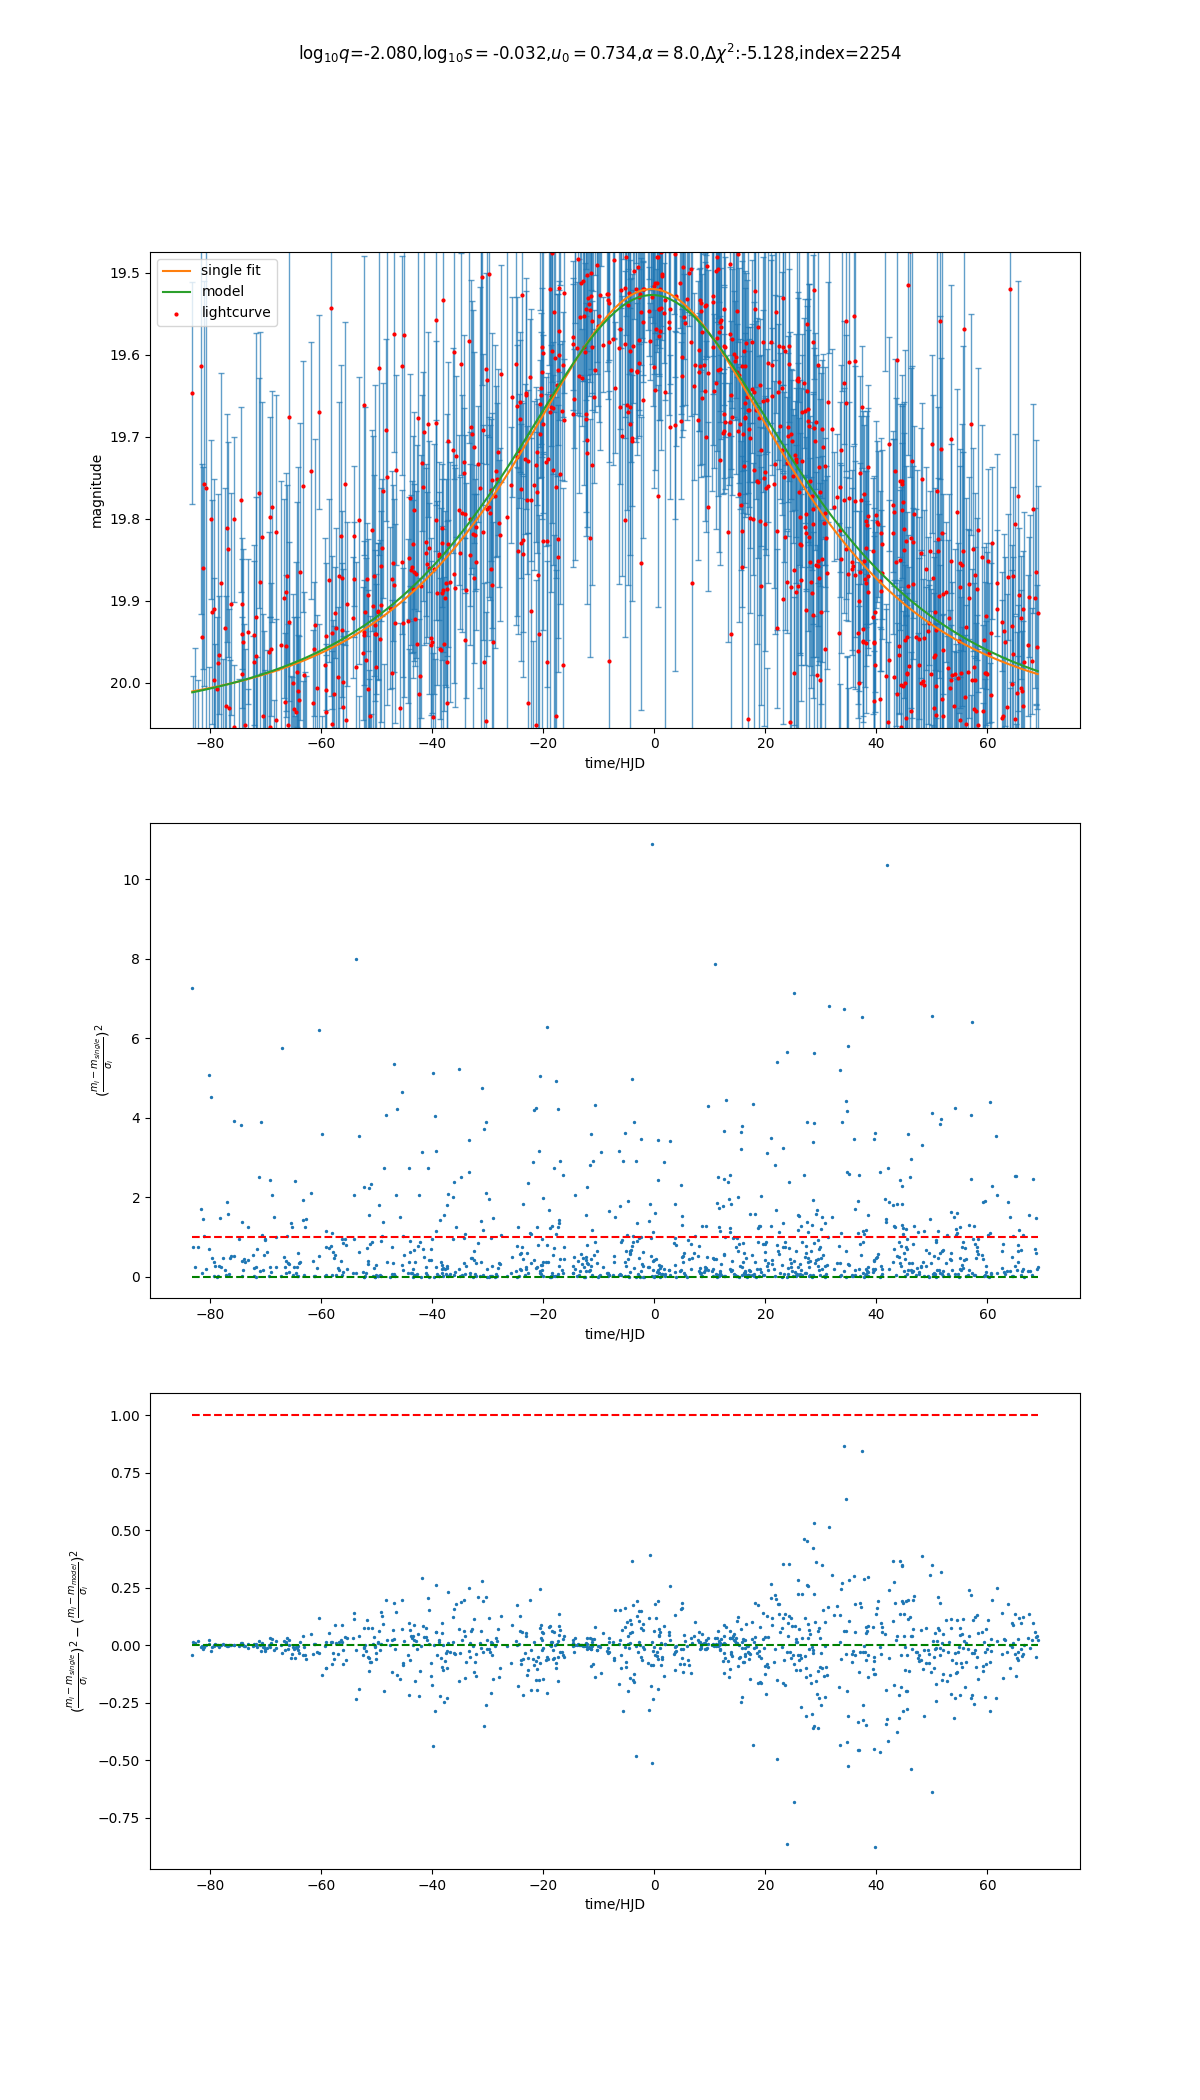 log₁₀q=-2.080,log₁₀s = -0.032,u₀ = 0.734,α = 8.0,Δχ²:-5.128,index=2254
19.5
19.6
19.7
19.8
19.9
20.0
magnitude
single fit
model
lightcurve
−80 −60 −40 −20 0 20 40 60
time/HJD
10
8
6
4
2
0
((mᵢ − m_single)/σᵢ)²
−80 −60 −40 −20 0 20 40 60
time/HJD
1.00
0.75
0.50
0.25
0.00
−0.25
−0.50
−0.75
((mᵢ − m_single)/σᵢ)² − ((mᵢ − m_model)/σᵢ)²
−80 −60 −40 −20 0 20 40 60
time/HJD